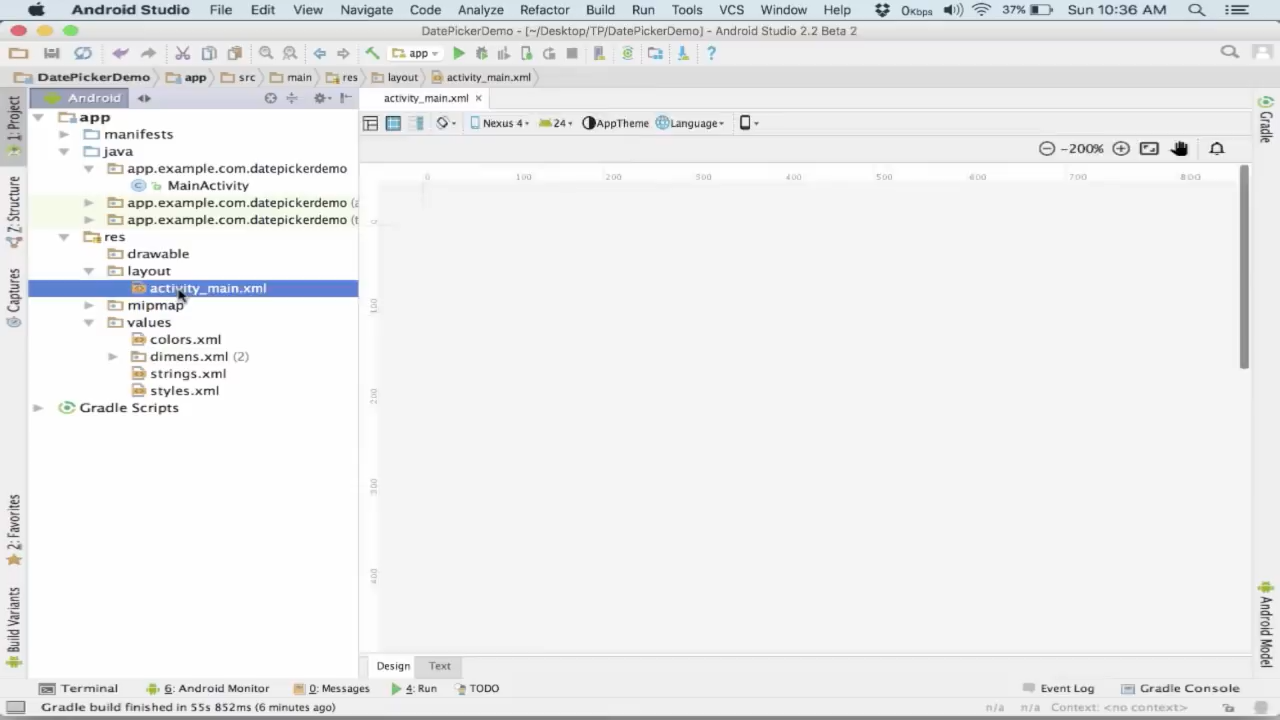 Android Studio File Edit View Navigate Code Analyze Refactor Build Run Tools VCS Window Help 0Kbps 37% Sun 10:36 AM
DatePickerDemo - [~/Desktop/TP/DatePickerDemo] - Android Studio 2.2 Beta 2
app
DatePickerDemo app src main res layout activity_main.xml
Android
activity_main.xml
1: Project
Z: Structure
Captures
2: Favorites
Build Variants
app
manifests
java
app.example.com.datepickerdemo
MainActivity
app.example.com.datepickerdemo (a
app.example.com.datepickerdemo (t
res
drawable
layout
activity_main.xml
mipmap
values
colors.xml
dimens.xml (2)
strings.xml
styles.xml
Gradle Scripts
Nexus 4 24 AppTheme Language
-200%
0 100 200 300 400 500 600 700 800
0
100
200
300
400
Design Text
Gradle
Android Model
Terminal 6: Android Monitor 0: Messages 4: Run TODO Event Log Gradle Console
Gradle build finished in 55s 852ms (6 minutes ago) n/a n/a Context: <no context>